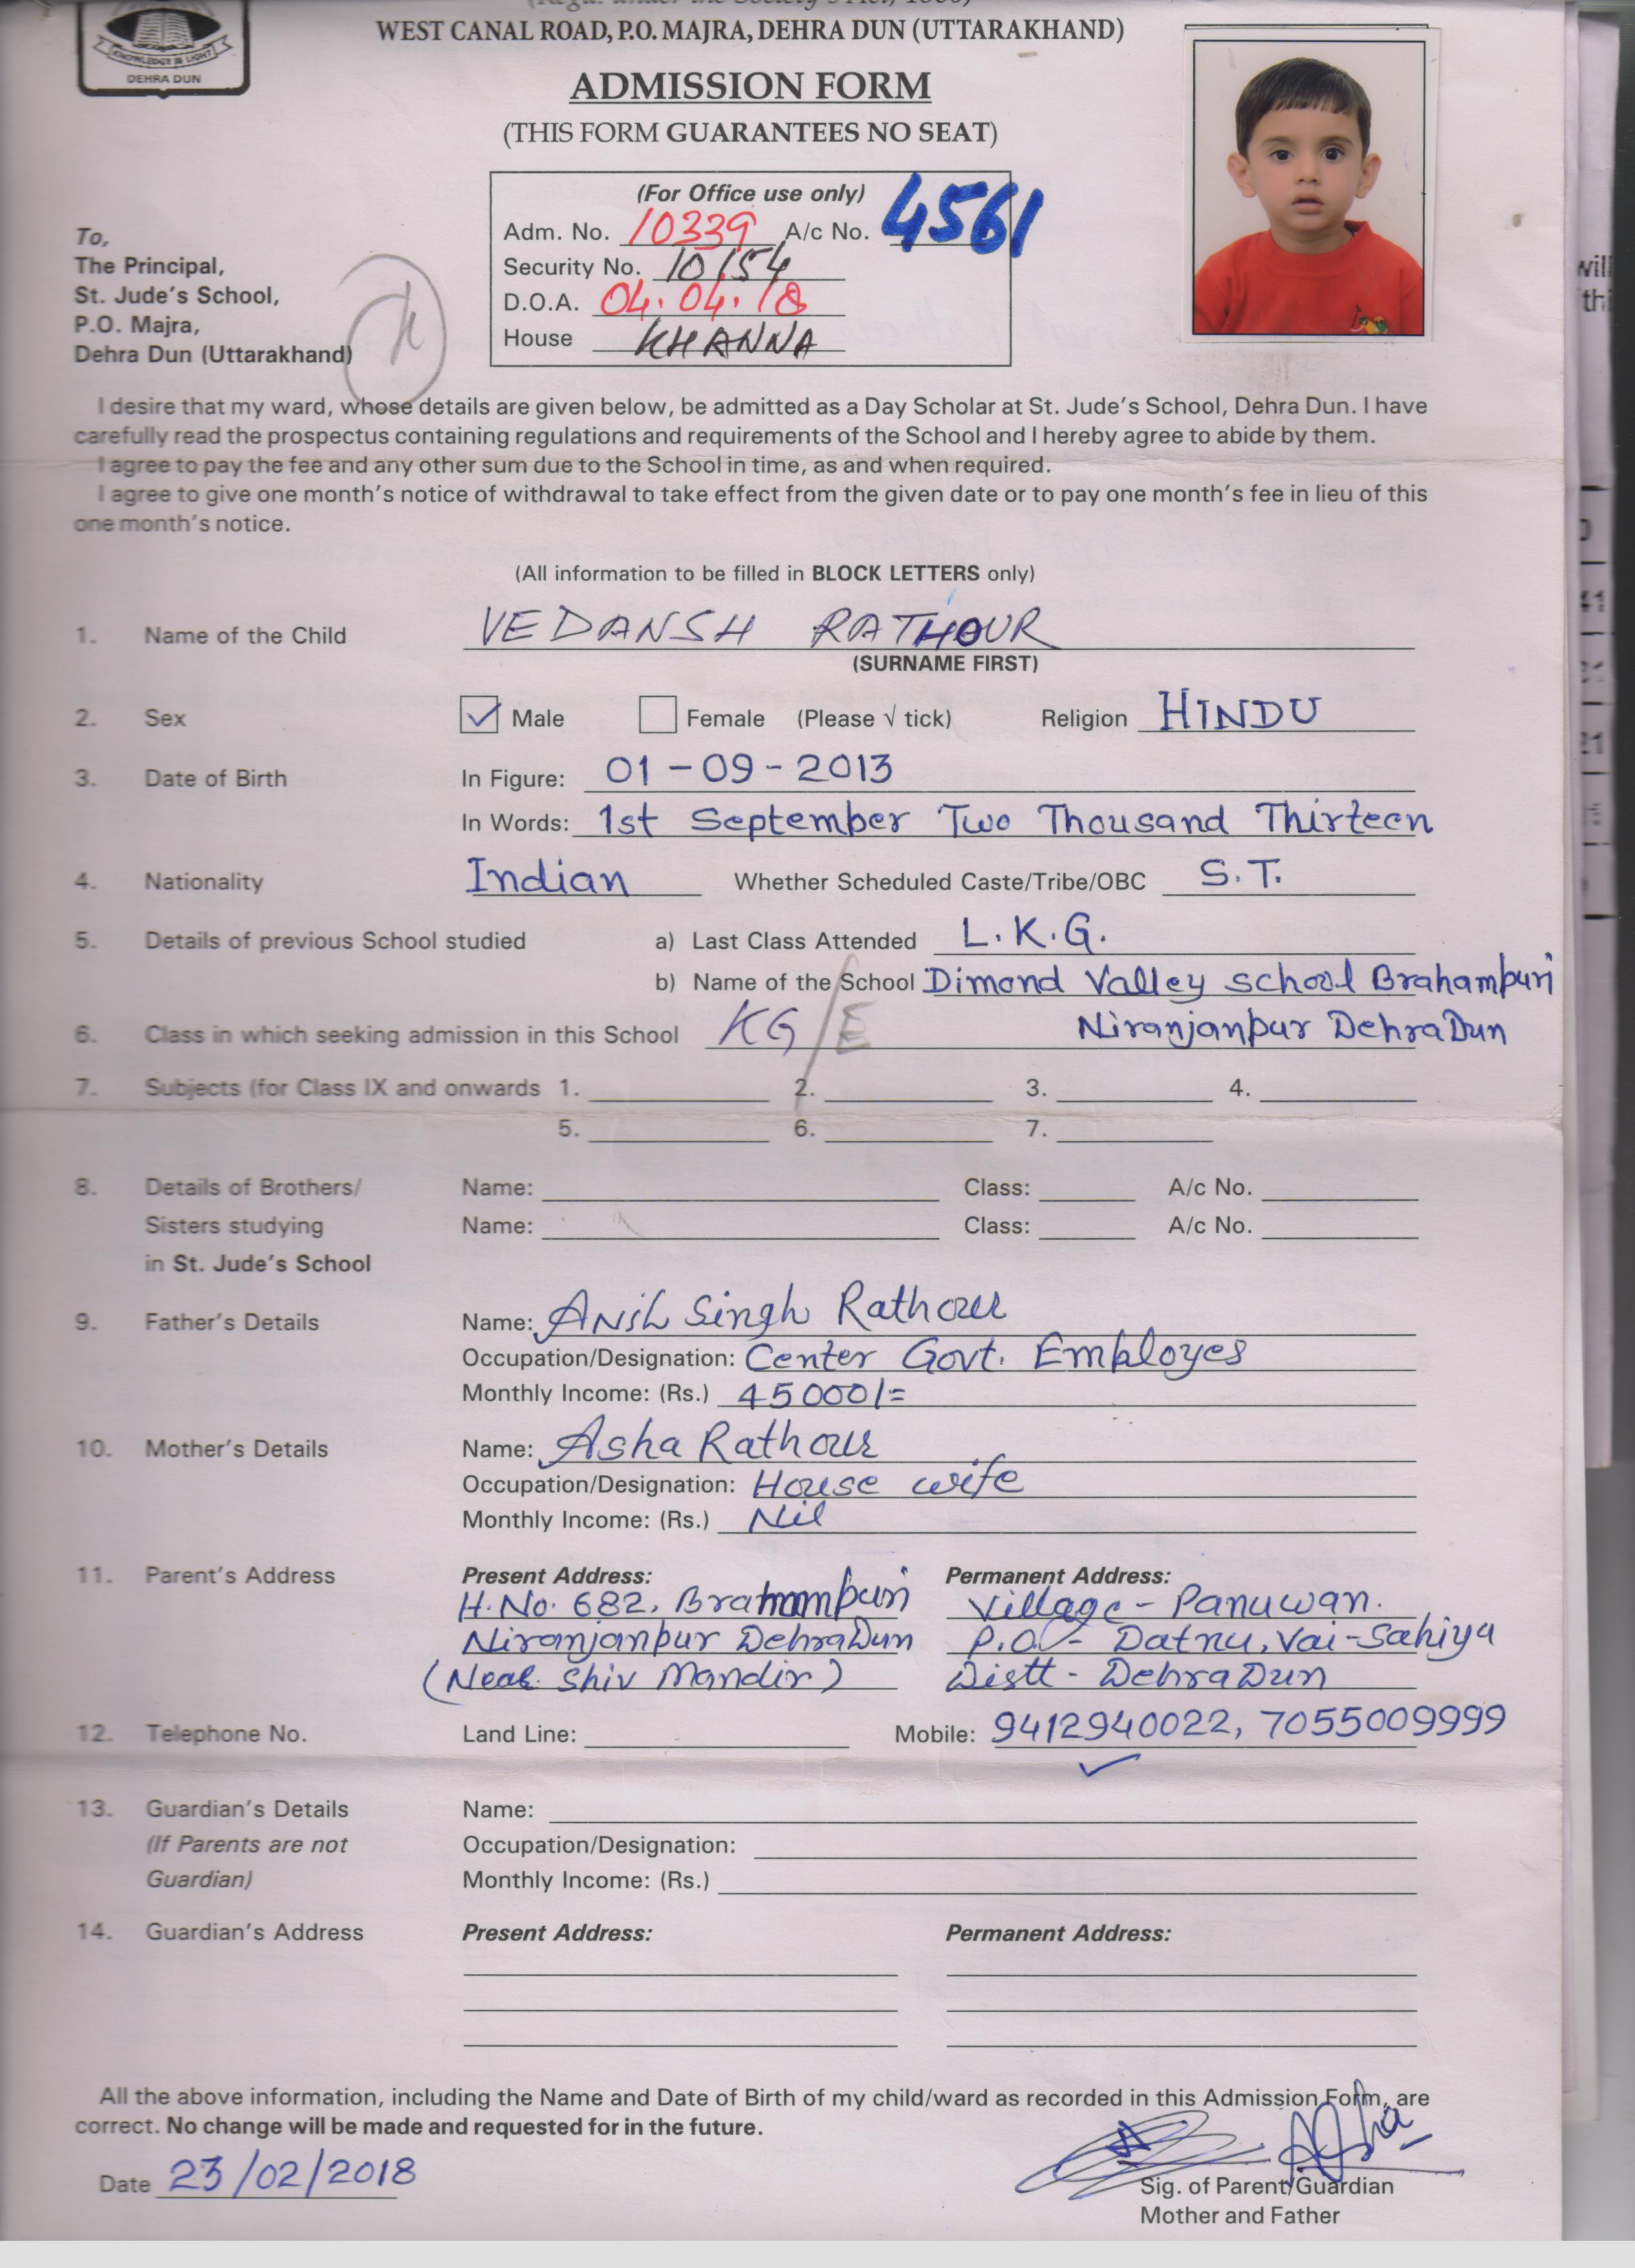 WEST CANAL ROAD, P.O. MAJRA, DEHRA DUN (UTTARAKHAND)
KNOWLEDGE IS LIGHT
DEHRA DUN
ADMISSION FORM
(THIS FORM GUARANTEES NO SEAT)
(For Office use only)
Adm. No. 10339 A/c No. 4561
Security No. 10154
D.O.A. 04.04.18
House KHANNA
To,
The Principal,
St. Jude's School,
P.O. Majra,
Dehra Dun (Uttarakhand)
I desire that my ward, whose details are given below, be admitted as a Day Scholar at St. Jude's School, Dehra Dun. I have
carefully read the prospectus containing regulations and requirements of the School and I hereby agree to abide by them.
I agree to pay the fee and any other sum due to the School in time, as and when required.
I agree to give one month's notice of withdrawal to take effect from the given date or to pay one month's fee in lieu of this
one month's notice.
(All information to be filled in BLOCK LETTERS only)
1. Name of the Child VEDANSH RATHOUR
(SURNAME FIRST)
2. Sex Male Female (Please √ tick) Religion HINDU
3. Date of Birth In Figure: 01-09-2013
In Words: 1st September Two Thousand Thirteen
4. Nationality Indian Whether Scheduled Caste/Tribe/OBC S.T.
5. Details of previous School studied a) Last Class Attended L.K.G.
b) Name of the School Dimond Valley School Brahampuri
Niranjanpur DehraDun
6. Class in which seeking admission in this School KG/E
7. Subjects (for Class IX and onwards 1. 2. 3. 4.
5. 6. 7.
8. Details of Brothers/ Name: Class: A/c No.
Sisters studying Name: Class: A/c No.
in St. Jude's School
9. Father's Details Name: Anil Singh Rathour
Occupation/Designation: Center Govt. Employes
Monthly Income: (Rs.) 45000/=
10. Mother's Details Name: Asha Rathour
Occupation/Designation: House wife
Monthly Income: (Rs.) Nil
11. Parent's Address Present Address: Permanent Address:
H.No. 682, Brahampuri Village - Panuwan.
Niranjanpur DehraDun P.O. - Datnu, Vai-Sahiya
(Near Shiv Mandir) Distt - DehraDun
12. Telephone No. Land Line: Mobile: 9412940022, 7055009999
13. Guardian's Details Name:
(If Parents are not Occupation/Designation:
Guardian) Monthly Income: (Rs.)
14. Guardian's Address Present Address: Permanent Address:
All the above information, including the Name and Date of Birth of my child/ward as recorded in this Admission Form, are
correct. No change will be made and requested for in the future.
Asha
Date 23/02/2018
Sig. of Parent/Guardian
Mother and Father